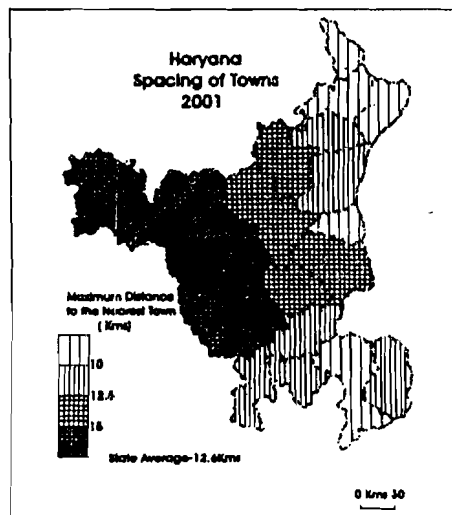 Haryana
Spacing of Towns
2001
Maximum Distance
to the Nearest Town
(Kms)
10
12.4
15
State Average-12.6Kms
0 Kms 30